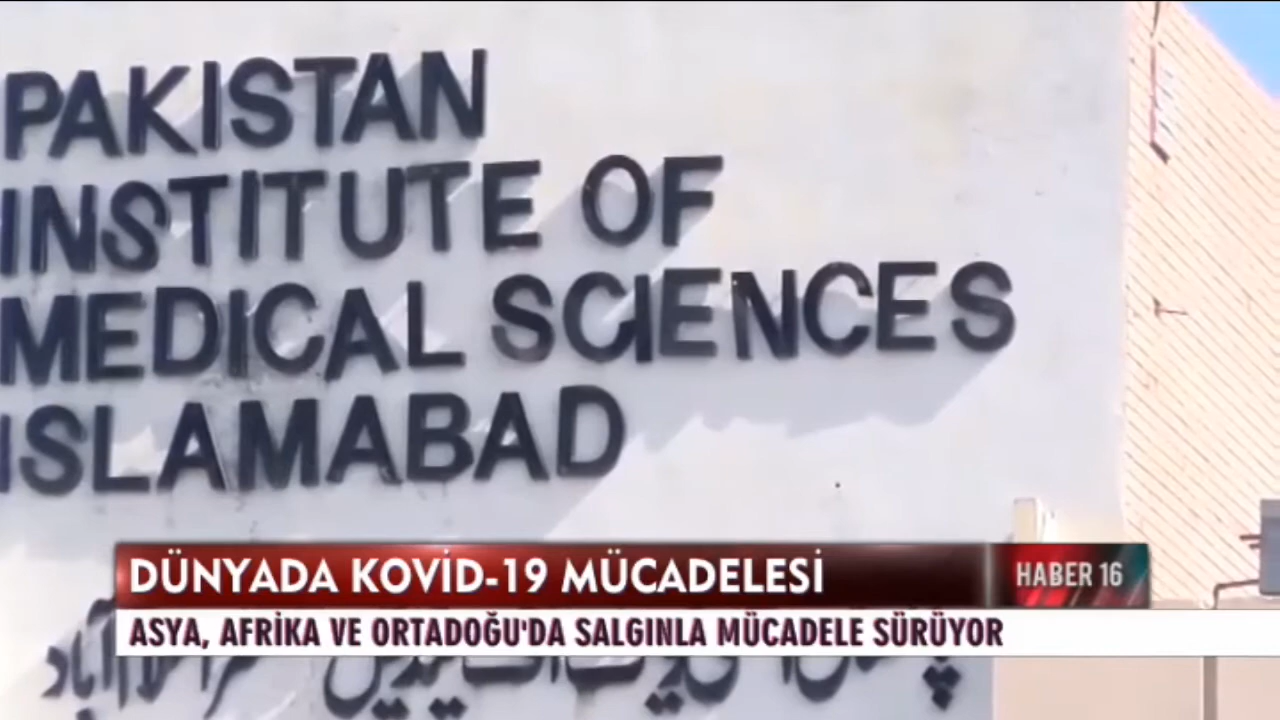 PAKISTAN
INSTITUTE OF
MEDICAL SCIENCES
ISLAMABAD
DÜNYADA KOVİD-19 MÜCADELESİ
HABER 16
ASYA, AFRİKA VE ORTADOĞU'DA SALGINLA MÜCADELE SÜRÜYOR